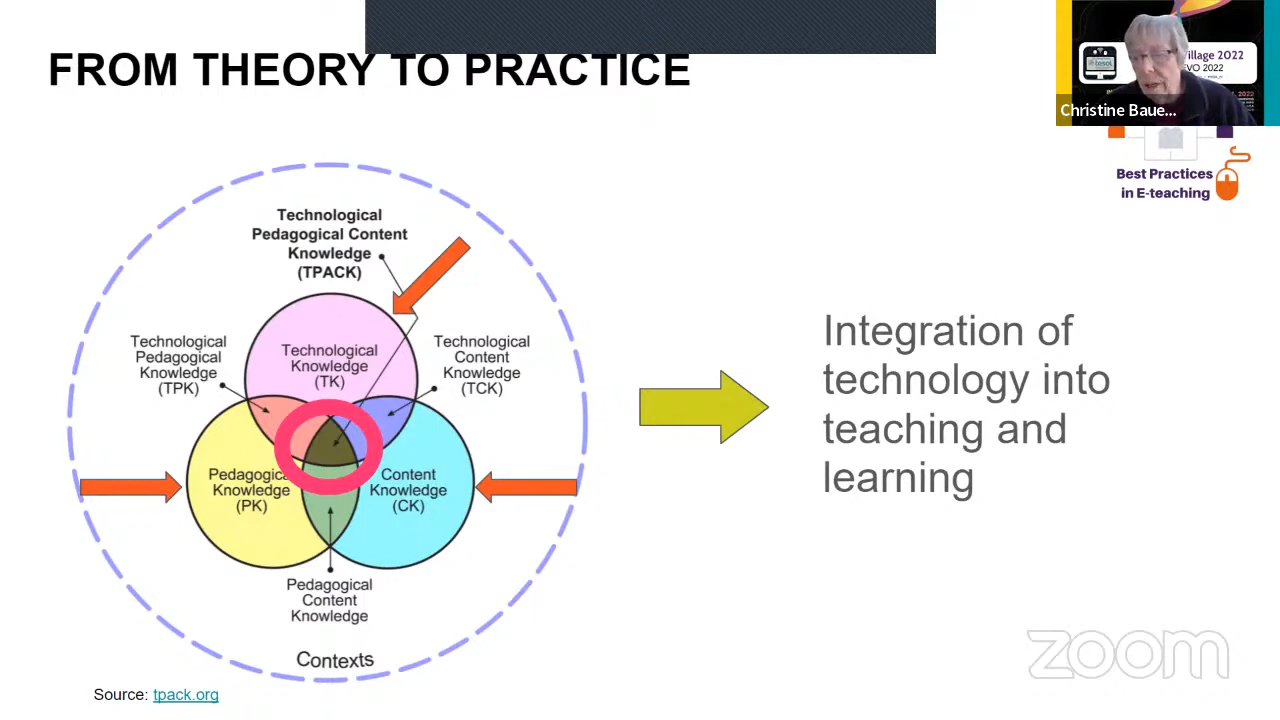 FROM THEORY TO PRACTICE
Village 2022
EVO 2022
Christine Baue...
Best Practices
in E-teaching
Technological
Pedagogical Content
Knowledge
(TPACK)
Technological
Pedagogical
Knowledge
(TPK)
Technological
Knowledge
(TK)
Technological
Content
Knowledge
(TCK)
Pedagogical
Knowledge
(PK)
Content
Knowledge
(CK)
Pedagogical
Content
Knowledge
Contexts
Integration of
technology into
teaching and
learning
Source: tpack.org
zoom